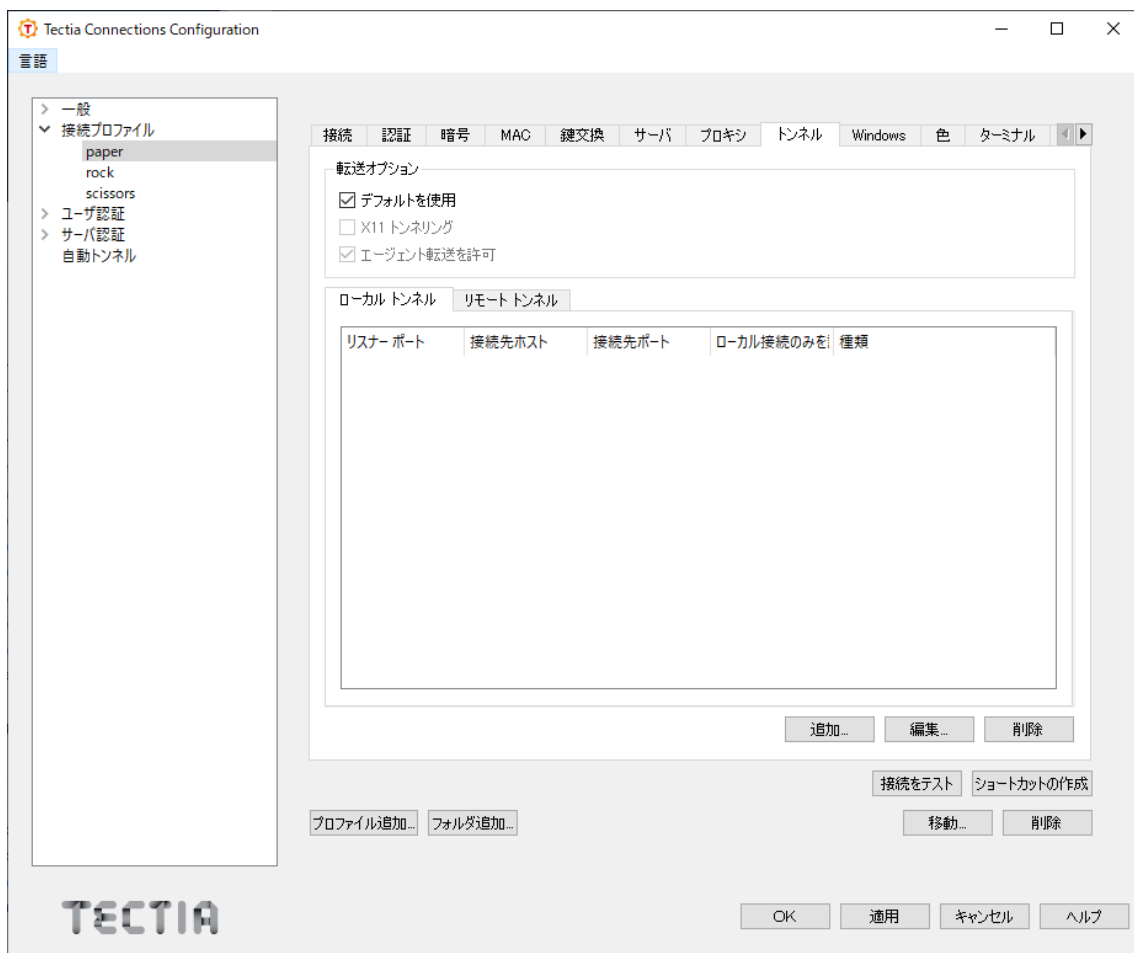 Tectia Connections Configuration
言語
一般
接続プロファイル
paper
rock
scissors
ユーザ認証
サーバ認証
自動トンネル
接続 認証 暗号 MAC 鍵交換 サーバ プロキシ トンネル Windows 色 ターミナル
転送オプション
デフォルトを使用
X11 トンネリング
エージェント転送を許可
ローカル トンネル リモート トンネル
リスナー ポート 接続先ホスト 接続先ポート ローカル接続のみを 種類
追加... 編集... 削除
接続をテスト ショートカットの作成
プロファイル追加... フォルダ追加... 移動... 削除
TECTIA
OK 適用 キャンセル ヘルプ